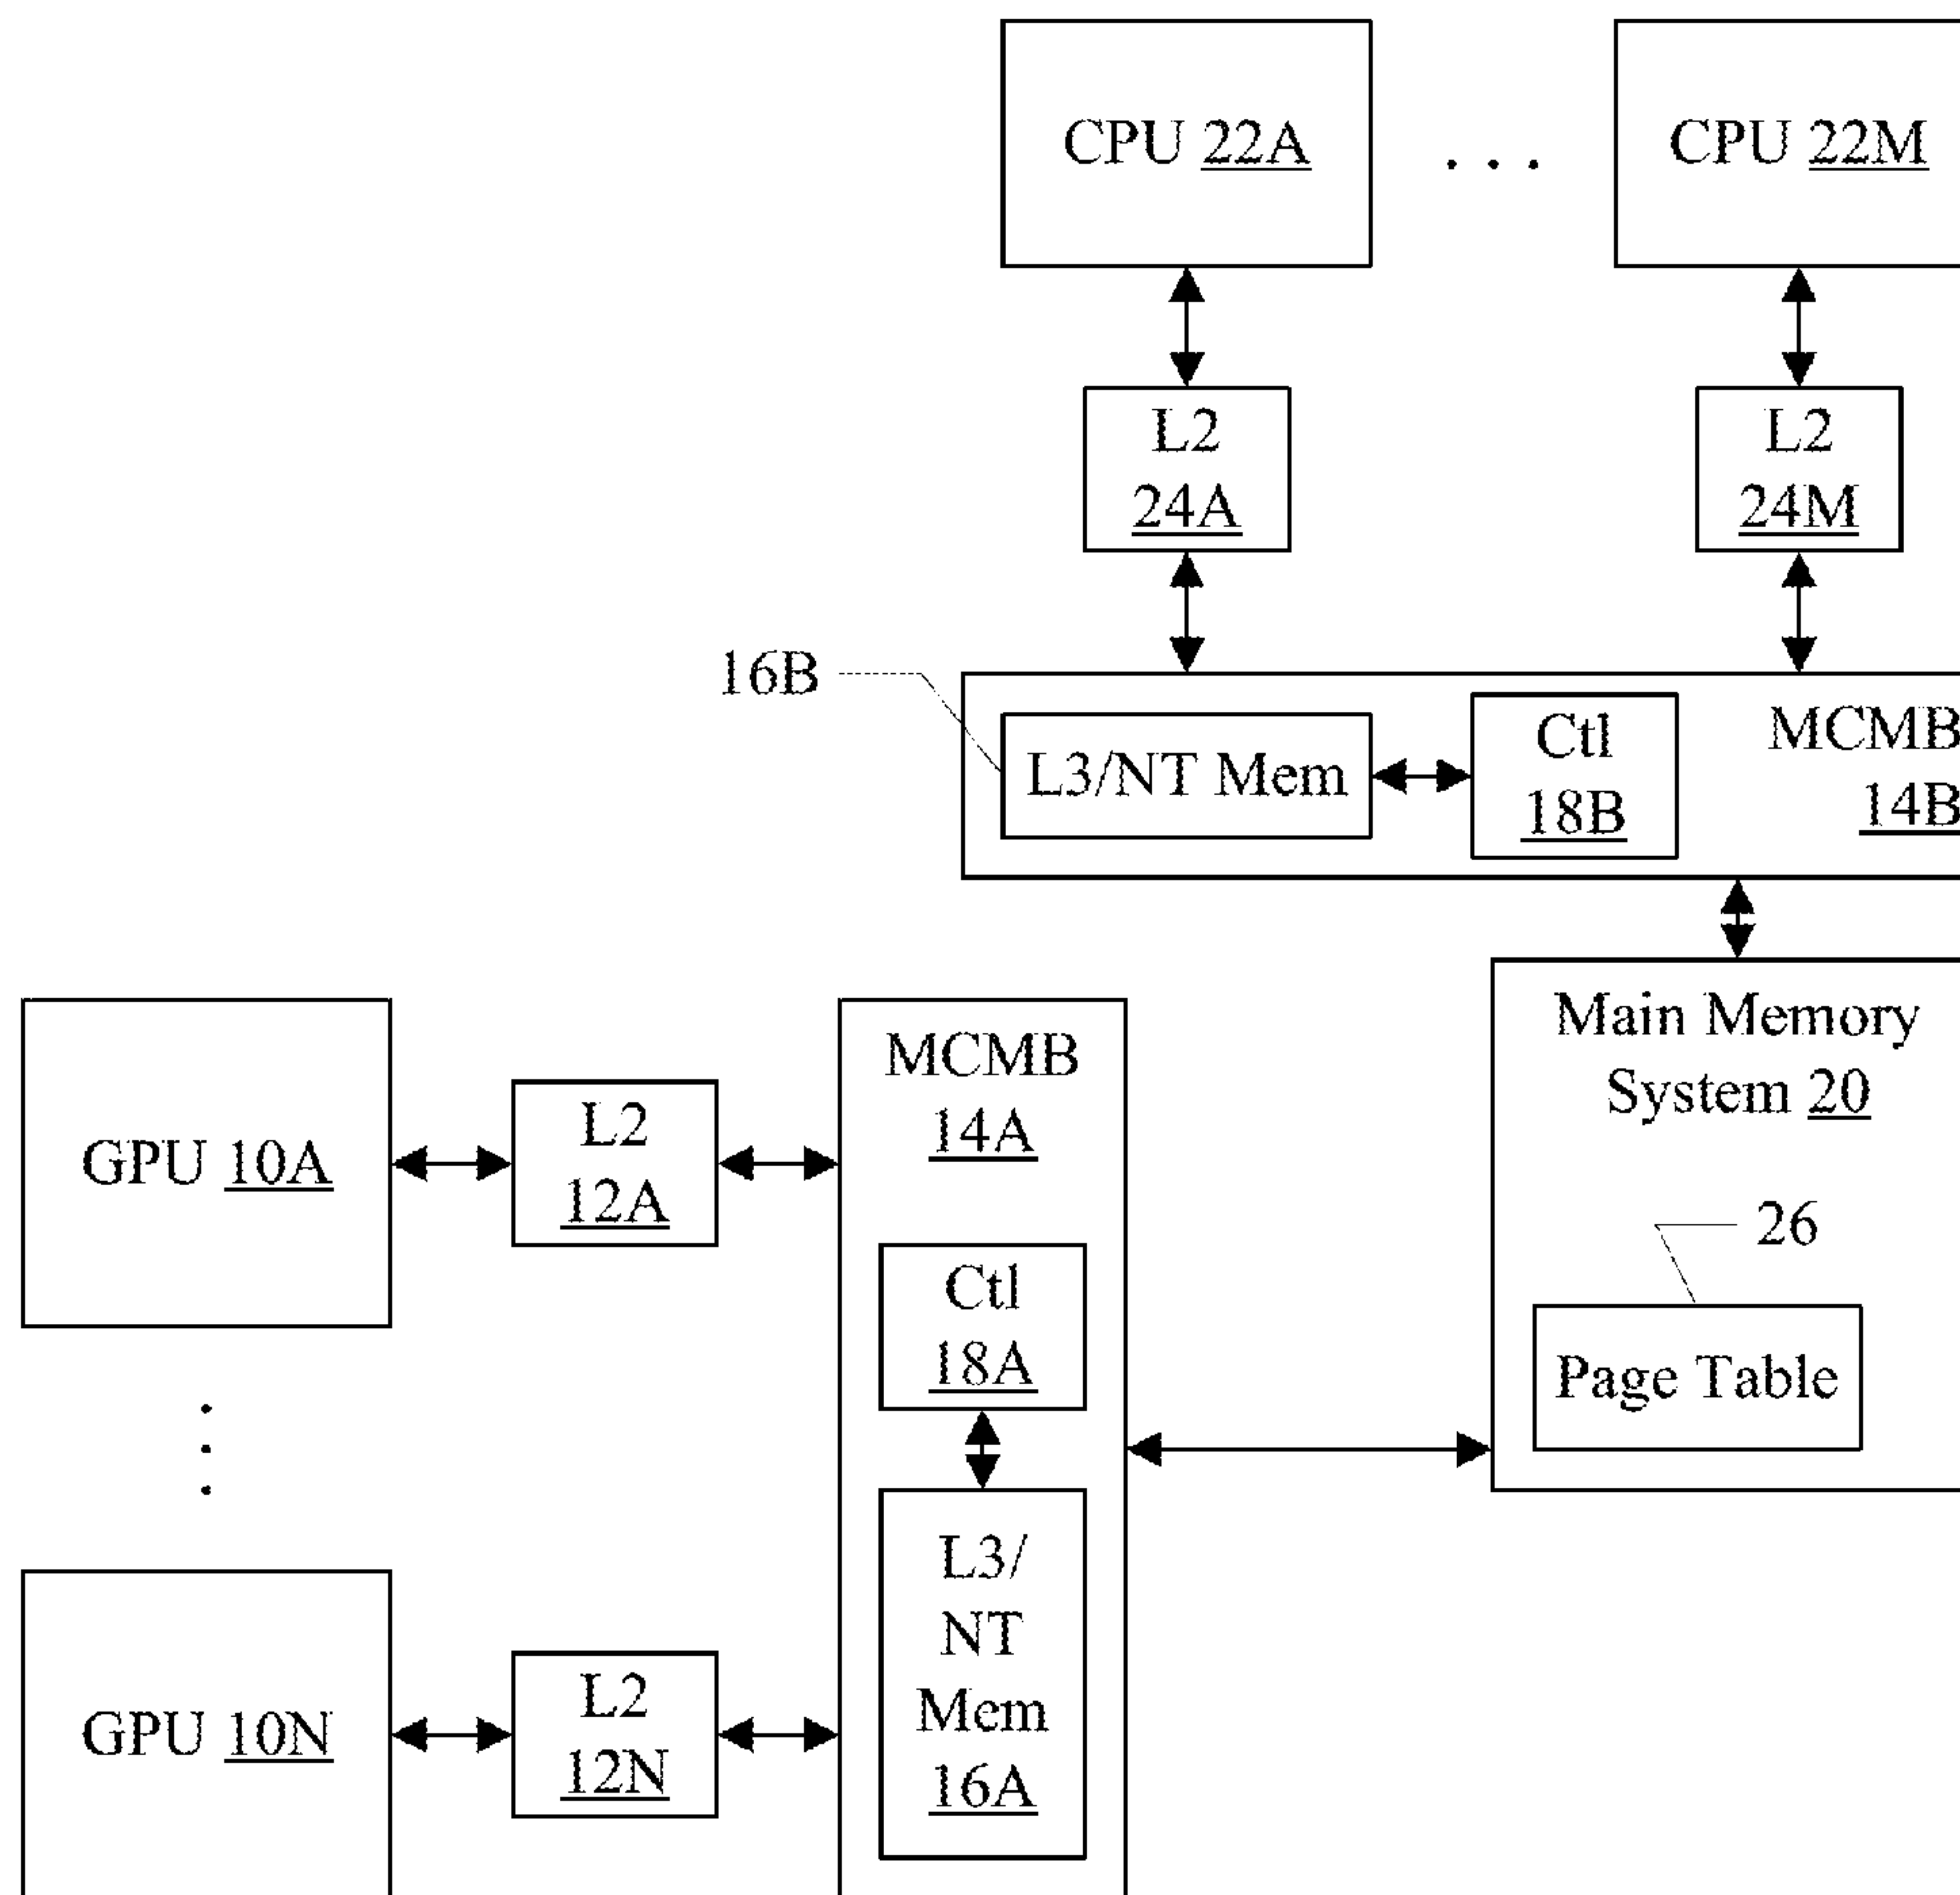 CPU 22A
. . .
CPU 22M
L2
24A
L2
24M
16B
L3/NT Mem
Ctl
18B
MCMB
14B
Main Memory
System 20
26
Page Table
GPU 10A
L2
12A
MCMB
14A
Ctl
18A
L3/
NT
Mem
16A
GPU 10N
L2
12N